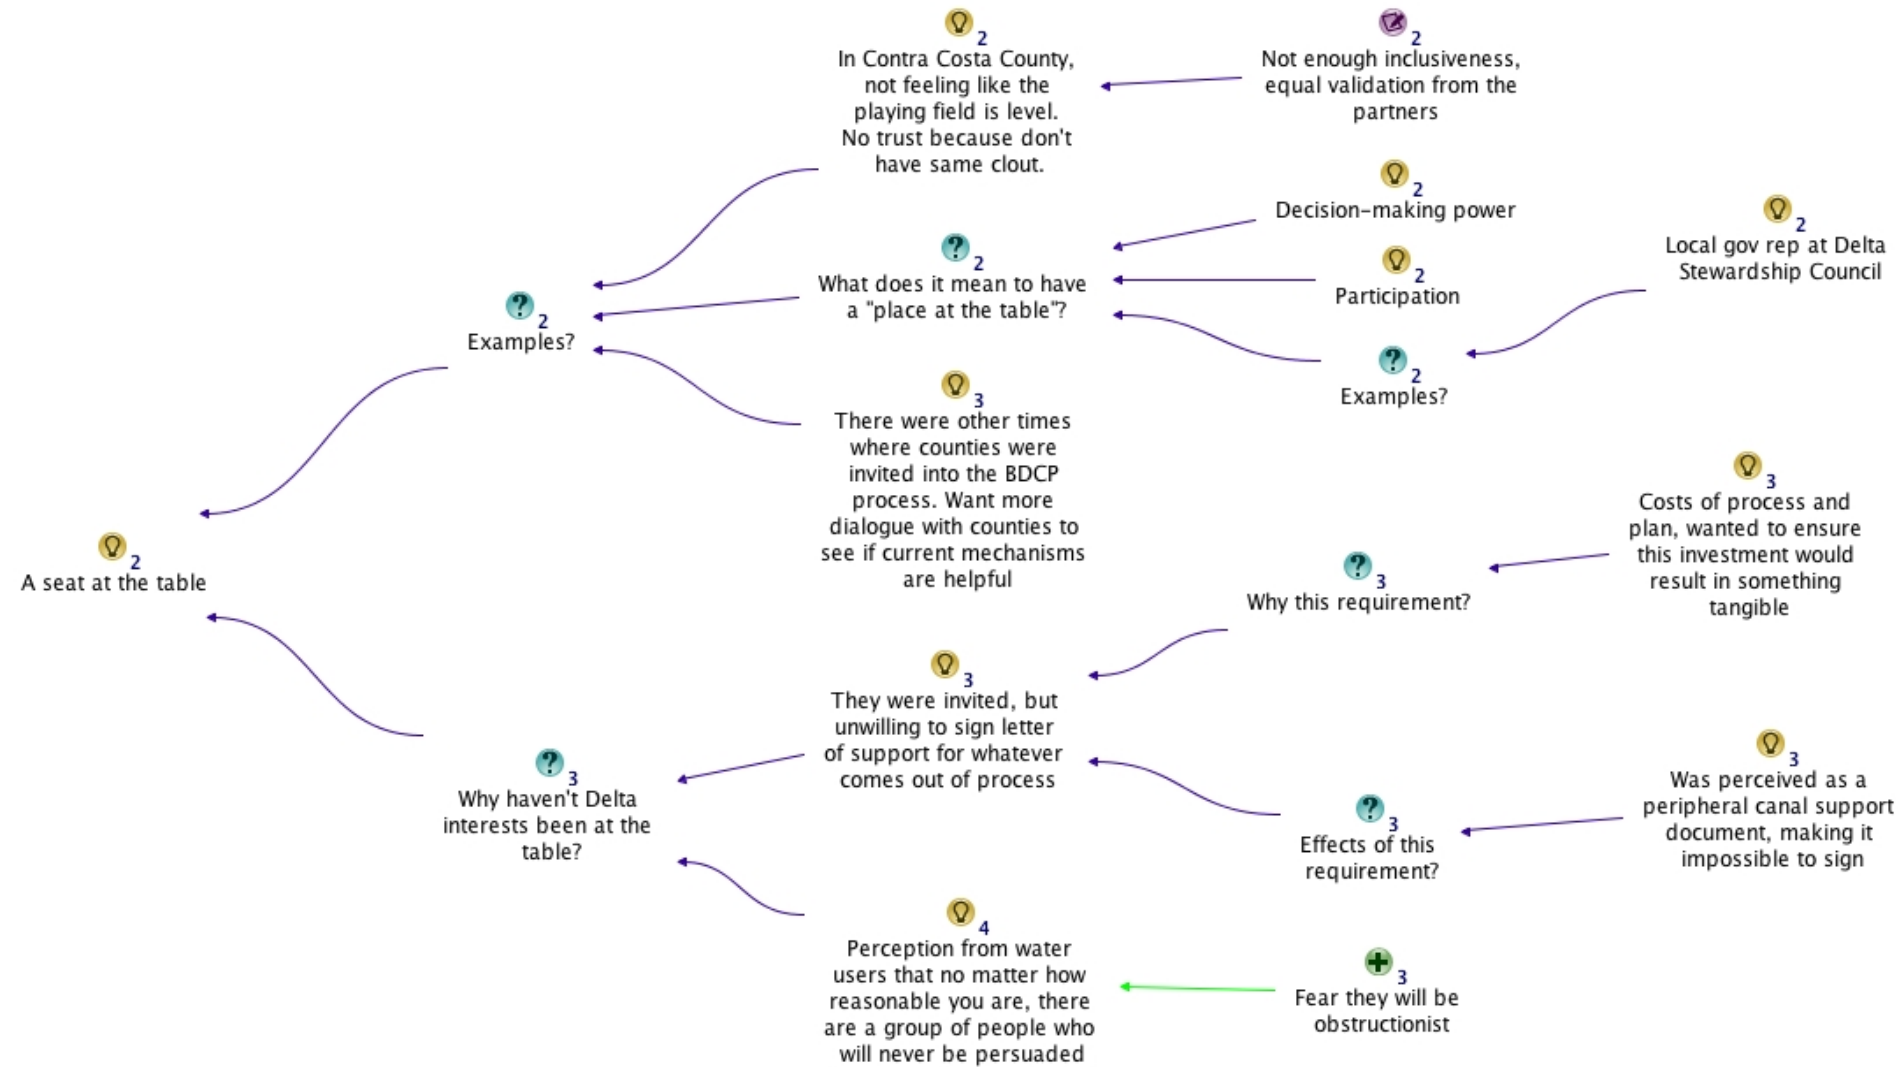 2
In Contra Costa County,
not feeling like the
playing field is level.
No trust because don't
have same clout.
2
Not enough inclusiveness,
equal validation from the
partners
2
Decision-making power
2
Local gov rep at Delta
Stewardship Council
2
What does it mean to have
a "place at the table"?
2
Participation
?
2
Examples?
?
2
Examples?
3
There were other times
where counties were
invited into the BDCP
process. Want more
dialogue with counties to
see if current mechanisms
are helpful
3
Costs of process and
plan, wanted to ensure
this investment would
result in something
tangible
2
A seat at the table
?
3
Why this requirement?
3
They were invited, but
unwilling to sign letter
of support for whatever
comes out of process
3
Was perceived as a
peripheral canal support
document, making it
impossible to sign
?
3
Why haven't Delta
interests been at the
table?
?
3
Effects of this
requirement?
4
Perception from water
users that no matter how
reasonable you are, there
are a group of people who
will never be persuaded
3
Fear they will be
obstructionist